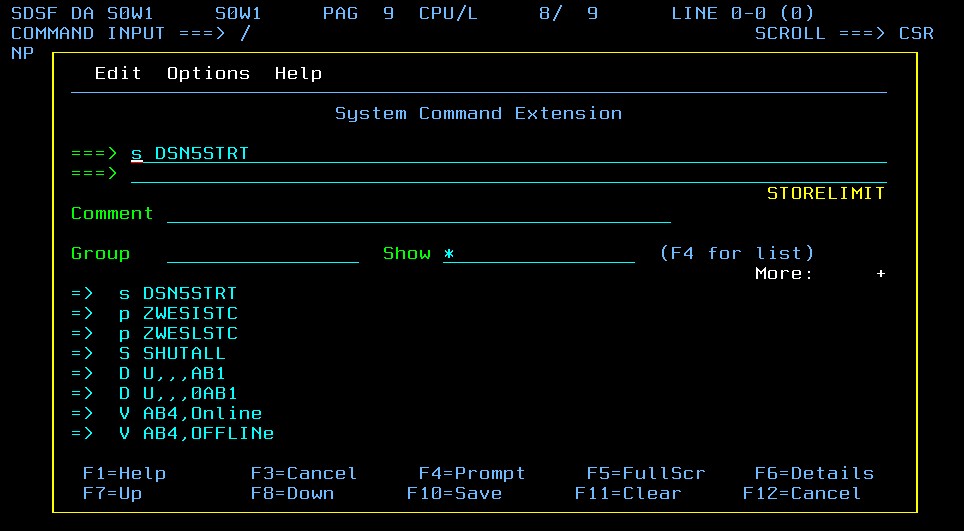 SDSF DA S0W1      S0W1     PAG  9  CPU/L     8/  9      LINE 0-0 (0)
COMMAND INPUT ===> /                                            SCROLL ===> CSR
NP
Edit  Options  Help
System Command Extension
===> s DSN5STRT
===>
STORELIMIT
Comment
Group                     Show *                 (F4 for list)
More:     +
=>  s DSN5STRT
=>  p ZWESISTC
=>  p ZWESLSTC
=>  S SHUTALL
=>  D U,,,AB1
=>  D U,,,0AB1
=>  V AB4,Online
=>  V AB4,OFFLINe
F1=Help       F3=Cancel     F4=Prompt     F5=FullScr    F6=Details
F7=Up         F8=Down      F10=Save      F11=Clear     F12=Cancel